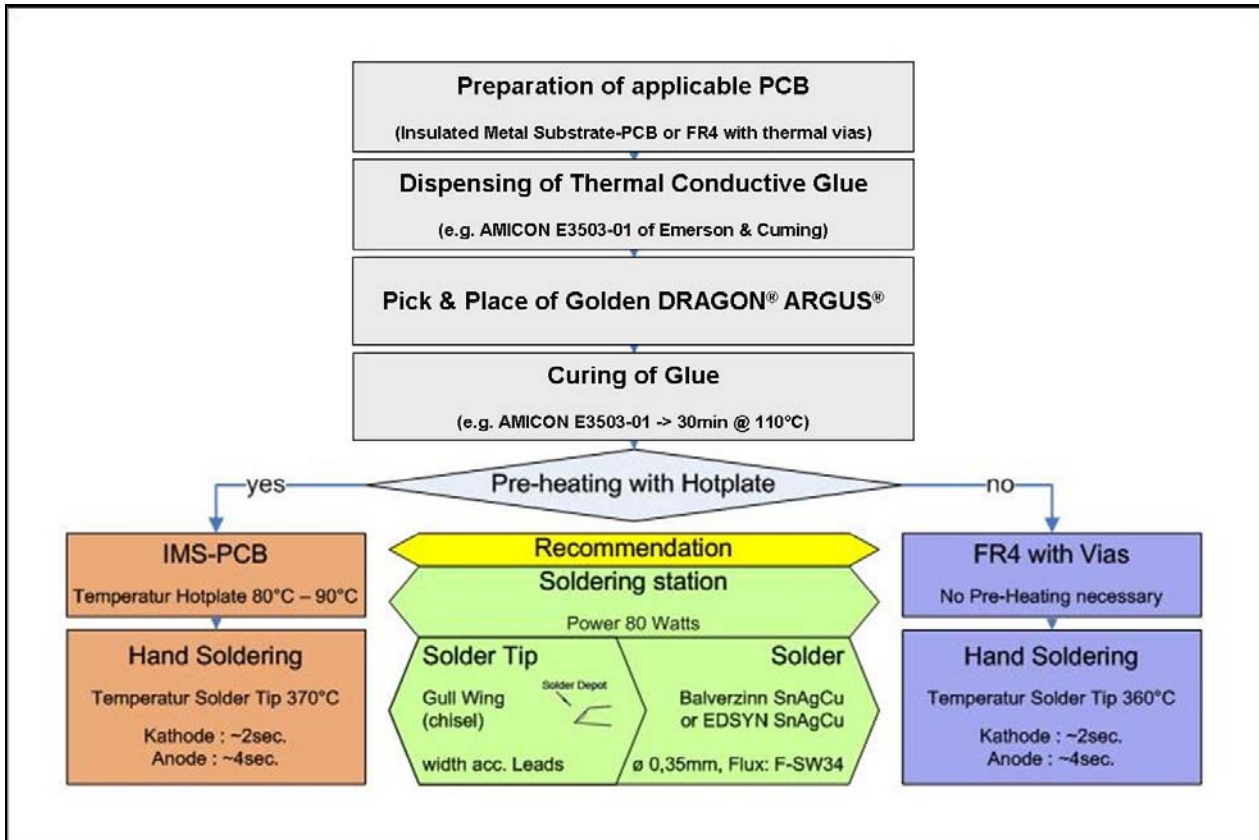 Preparation of applicable PCB
(Insulated Metal Substrate-PCB or FR4 with thermal vias)
Dispensing of Thermal Conductive Glue
(e.g. AMICON E3503-01 of Emerson & Cuming)
Pick & Place of Golden DRAGON® ARGUS®
Curing of Glue
(e.g. AMICON E3503-01 -> 30min @ 110°C)
yes
Pre-heating with Hotplate
no
IMS-PCB
Temperatur Hotplate 80°C – 90°C
Hand Soldering
Temperatur Solder Tip 370°C
Kathode : ~2sec.
Anode : ~4sec.
Recommendation
Soldering station
Power 80 Watts
Solder Tip
Gull Wing
(chisel)
Solder Depot
width acc. Leads
Solder
Balverzinn SnAgCu
or EDSYN SnAgCu
ø 0,35mm, Flux: F-SW34
FR4 with Vias
No Pre-Heating necessary
Hand Soldering
Temperatur Solder Tip 360°C
Kathode : ~2sec.
Anode : ~4sec.